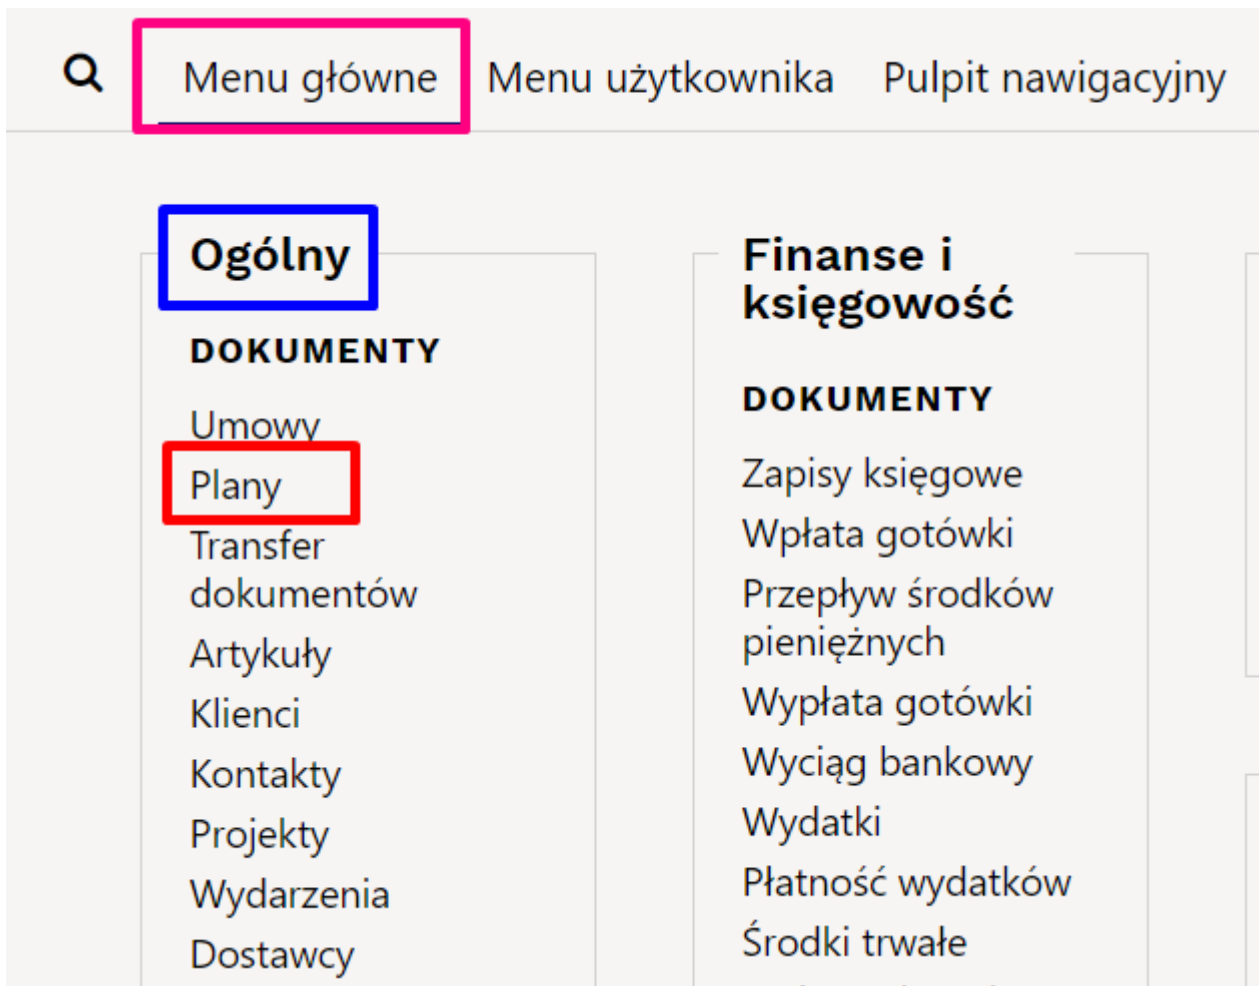 Menu główne Menu użytkownika Pulpit nawigacyjny
Ogólny
DOKUMENTY
Umowy
Plany
Transfer
dokumentów
Artykuły
Klienci
Kontakty
Projekty
Wydarzenia
Dostawcy
Finanse i
księgowość
DOKUMENTY
Zapisy księgowe
Wpłata gotówki
Przepływ środków
pieniężnych
Wypłata gotówki
Wyciąg bankowy
Wydatki
Płatność wydatków
Środki trwałe